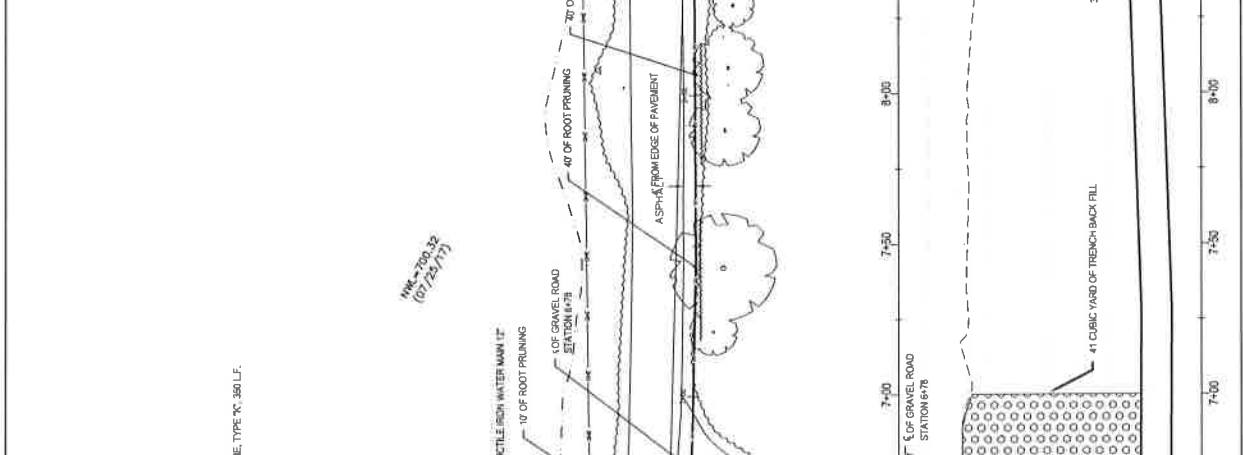 NE, TYPE "K", 350 L.F.
NWL=700.32
(07/25/17)
CTILE IRON WATER MAIN 12"
10' OF ROOT PRUNING
℄ OF GRAVEL ROAD
STATION 6+78
40' OF ROOT PRUNING
40' O
ASPHALT
FROM EDGE OF PAVEMENT
7+00
7+50
8+00
℄ OF GRAVEL ROAD
STATION 6+78
41 CUBIC YARD OF TRENCH BACK FILL
3
7+00
7+50
8+00